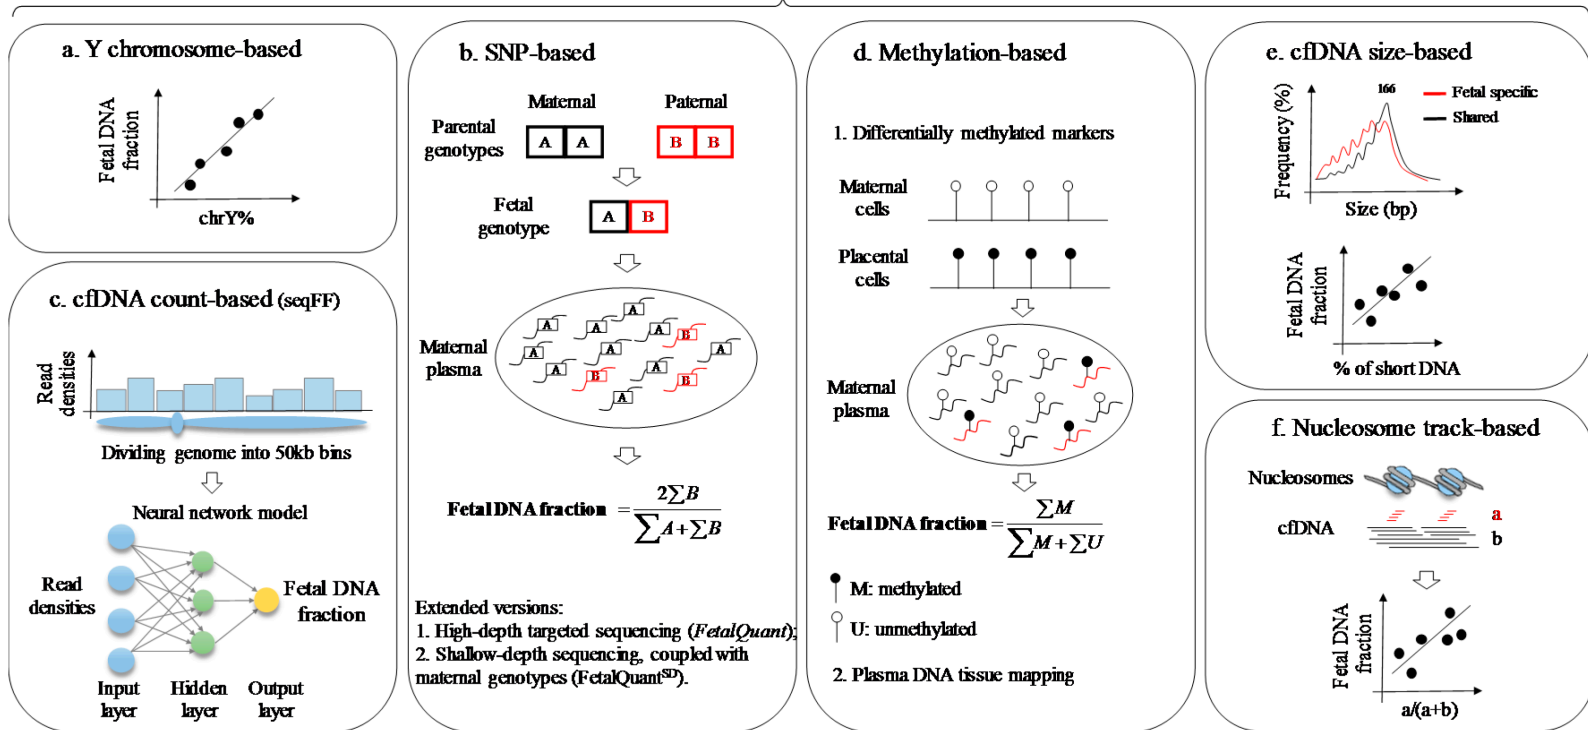 a. Y chromosome-based
Fetal DNA
fraction
chrY%
b. SNP-based
Maternal
Paternal
Parental
genotypes
A A
B B
Fetal
genotype
A B
Maternal
plasma
A
A
A
A
B
A
A
A
A
B
A
B
A
Fetal DNA fraction = 2∑B / ∑A + ∑B
Extended versions:
1. High-depth targeted sequencing (FetalQuant);
2. Shallow-depth sequencing, coupled with
maternal genotypes (FetalQuantSD).
c. cfDNA count-based (seqFF)
Read
densities
Dividing genome into 50kb bins
Neural network model
Read
densities
Fetal DNA
fraction
Input
layer
Hidden
layer
Output
layer
d. Methylation-based
1. Differentially methylated markers
Maternal
cells
Placental
cells
Maternal
plasma
Fetal DNA fraction = ∑M / ∑M + ∑U
M: methylated
U: unmethylated
2. Plasma DNA tissue mapping
e. cfDNA size-based
Frequency (%)
166
Fetal specific
Shared
Size (bp)
Fetal DNA
fraction
% of short DNA
f. Nucleosome track-based
Nucleosomes
cfDNA
a
b
Fetal DNA
fraction
a/(a+b)